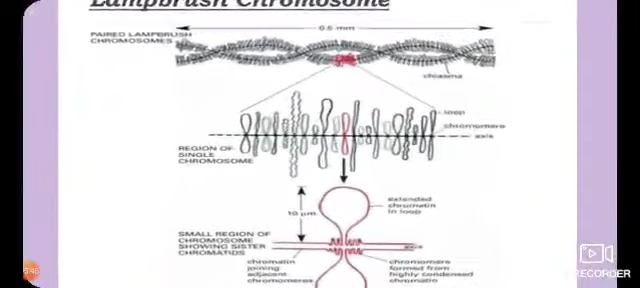 Lampbrush Chromosome
0.5 mm
PAIRED LAMPBRUSH
CHROMOSOMES
chiasma
loop
chromomere
axis
REGION OF
SINGLE
CHROMOSOME
10 µm
extended
chromatin
in loop
SMALL REGION OF
CHROMOSOME
SHOWING SISTER
CHROMATIDS
axis
chromatin
joining
adjacent
chromomeres
chromomere
formed from
highly condensed
chromatin
RECORDER